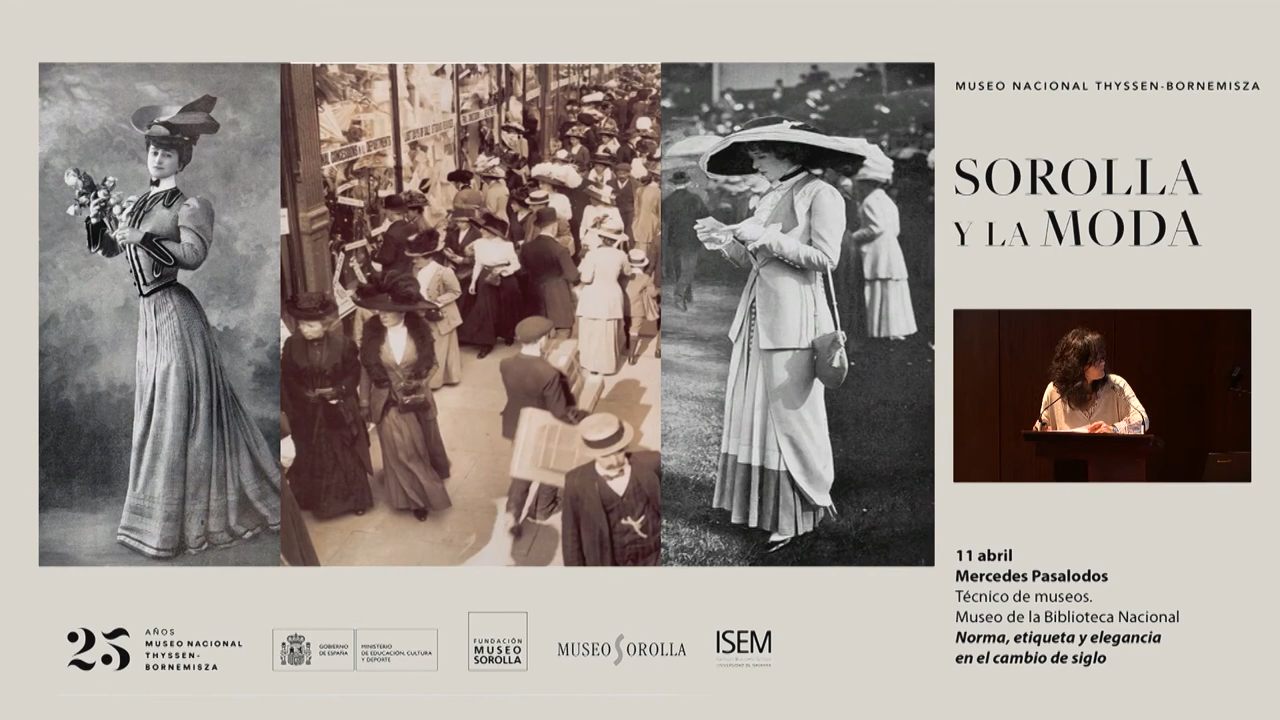 MUSEO NACIONAL THYSSEN-BORNEMISZA
SOROLLA
Y LA MODA
11 abril
Mercedes Pasalodos
Técnico de museos.
Museo de la Biblioteca Nacional
Norma, etiqueta y elegancia
en el cambio de siglo
25 AÑOS
MUSEO NACIONAL
THYSSEN-
BORNEMISZA
GOBIERNO
DE ESPAÑA
MINISTERIO
DE EDUCACIÓN, CULTURA
Y DEPORTE
FUNDACIÓN
MUSEO
SOROLLA
MUSEO SOROLLA
ISEM